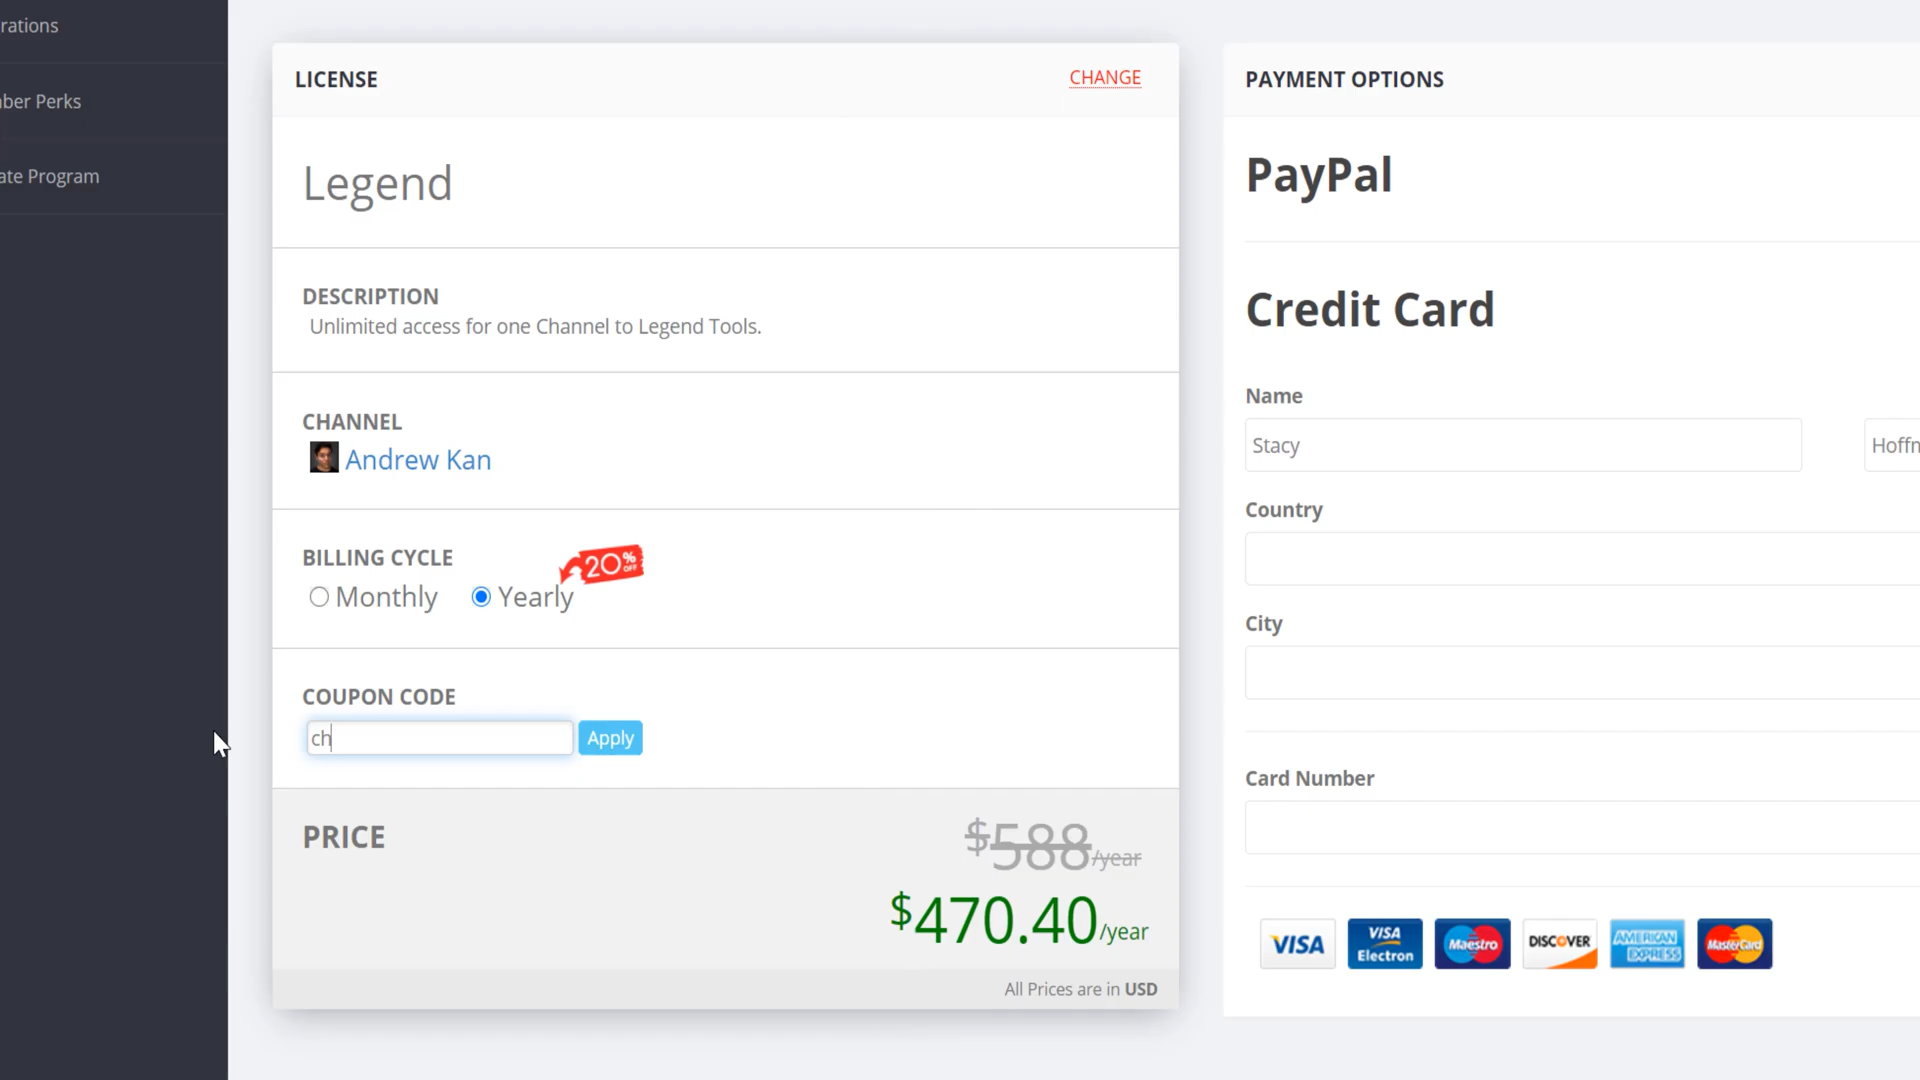 rations
ber Perks
ate Program
LICENSE
CHANGE
Legend
DESCRIPTION
Unlimited access for one Channel to Legend Tools.
CHANNEL
Andrew Kan
BILLING CYCLE
20% OFF
Monthly
Yearly
COUPON CODE
ch
Apply
PRICE
$588/year
$470.40/year
All Prices are in USD
PAYMENT OPTIONS
PayPal
Credit Card
Name
Stacy
Hoffn
Country
City
Card Number
VISA
VISA Electron
Maestro
DISCOVER
AMERICAN EXPRESS
MasterCard